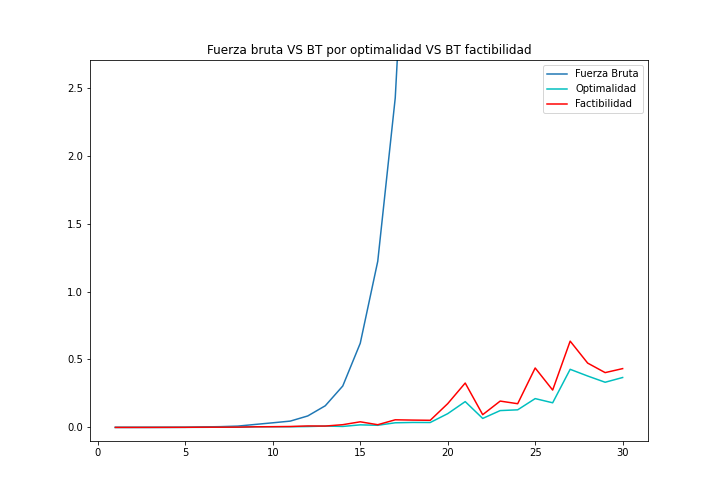 Fuerza bruta VS BT por optimalidad VS BT factibilidad
Fuerza Bruta
Optimalidad
Factibilidad
2.5
2.0
1.5
1.0
0.5
0.0
0 5 10 15 20 25 30